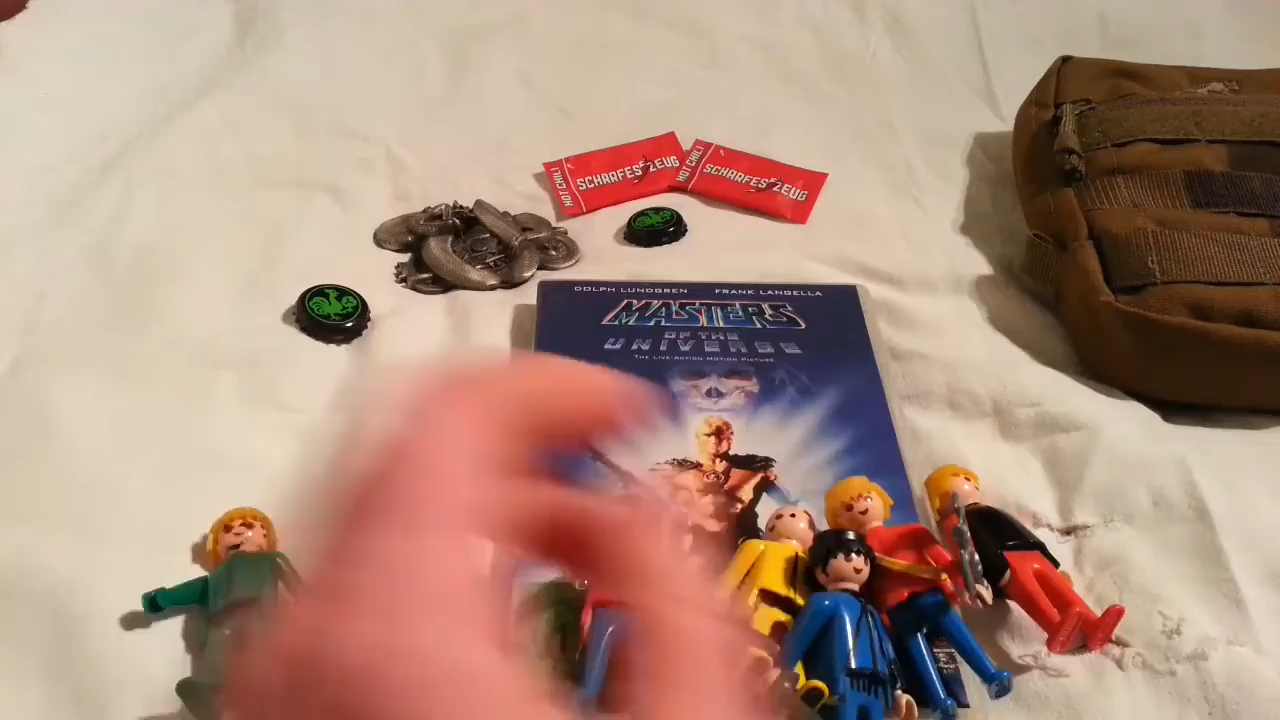 HOT CHILI
SCHARFES ZEUG
HOT CHILI
SCHARFES ZEUG
DOLPH LUNDGREN FRANK LANGELLA
MASTERS
OF THE
UNIVERSE
THE LIVE-ACTION MOTION PICTURE